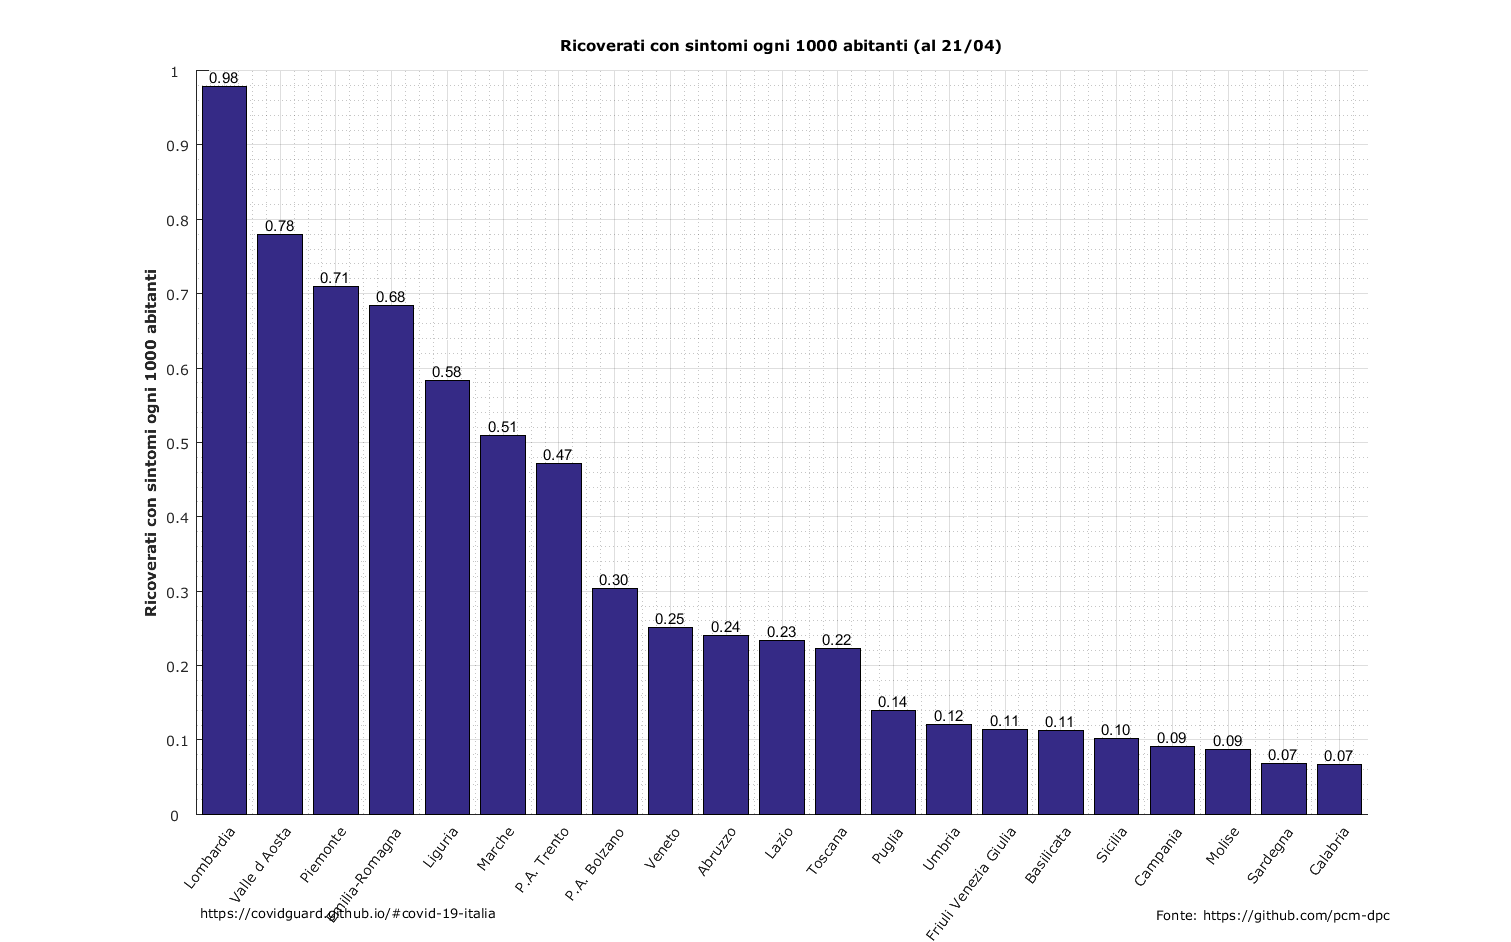 Ricoverati con sintomi ogni 1000 abitanti (al 21/04)
Ricoverati con sintomi ogni 1000 abitanti
1
0.9
0.8
0.7
0.6
0.5
0.4
0.3
0.2
0.1
0
0.98
0.78
0.71
0.68
0.58
0.51
0.47
0.30
0.25
0.24
0.23
0.22
0.14
0.12
0.11
0.11
0.10
0.09
0.09
0.07
0.07
Lombardia
Valle d Aosta
Piemonte
Emilia-Romagna
Liguria
Marche
P.A. Trento
P.A. Bolzano
Veneto
Abruzzo
Lazio
Toscana
Puglia
Umbria
Friuli Venezia Giulia
Basilicata
Sicilia
Campania
Molise
Sardegna
Calabria
https://covidguard.github.io/#covid-19-italia
Fonte: https://github.com/pcm-dpc